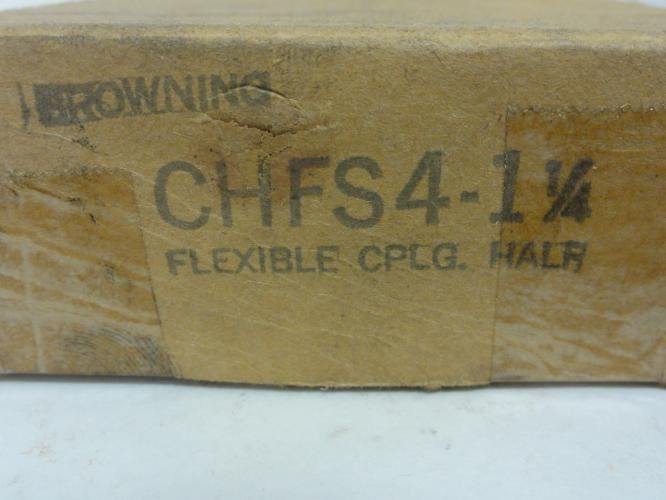 BROWNING
CHFS4-1¼
FLEXIBLE CPLG. HALF